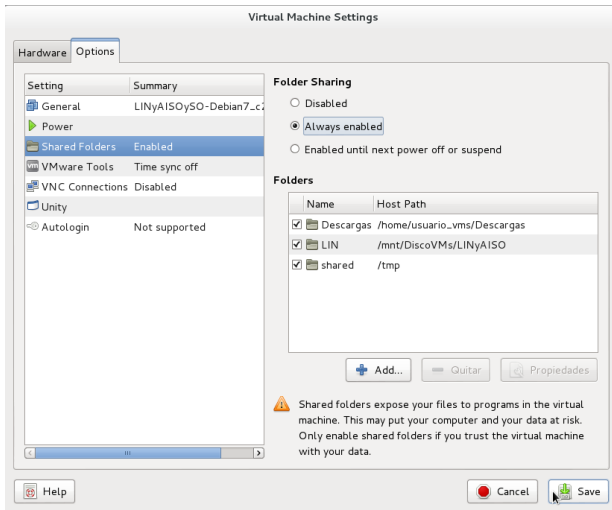 Virtual Machine Settings
Hardware Options
Setting Summary
General LINyAISOySO-Debian7_c
Power
Shared Folders Enabled
VMware Tools Time sync off
VNC Connections Disabled
Unity
Autologin Not supported
Folder Sharing
Disabled
Always enabled
Enabled until next power off or suspend
Folders
Name Host Path
Descargas /home/usuario_vms/Descargas
LIN /mnt/DiscoVMs/LINyAISO
shared /tmp
Add... Quitar Propiedades
Shared folders expose your files to programs in the virtual
machine. This may put your computer and your data at risk.
Only enable shared folders if you trust the virtual machine
with your data.
Help Cancel Save